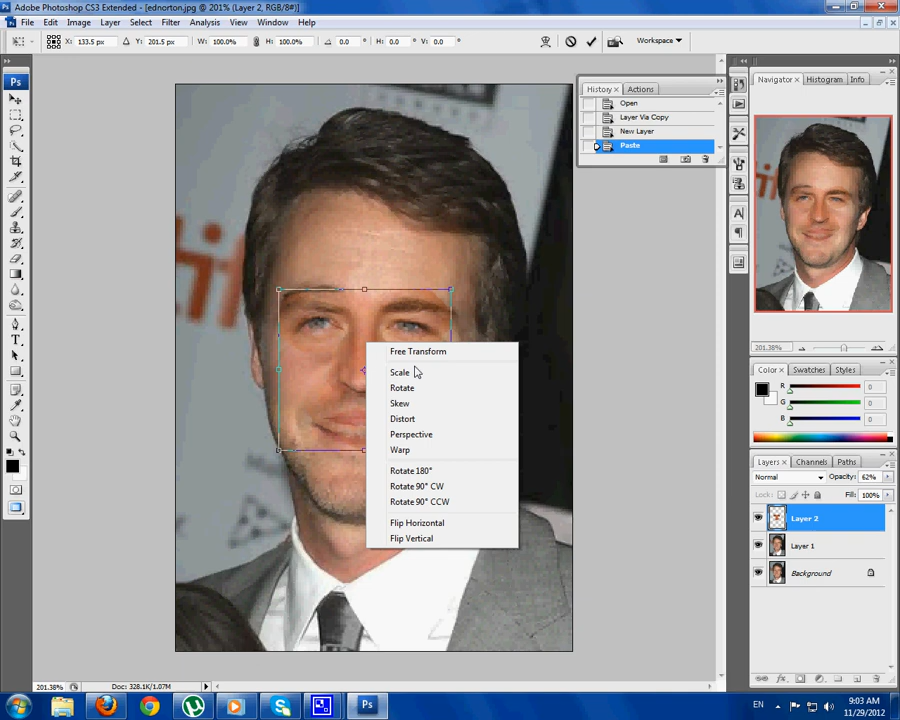 Adobe Photoshop CS3 Extended - [ednorton.jpg @ 201% (Layer 2, RGB/8#)]
File Edit Image Layer Select Filter Analysis View Window Help
X: 133.5 px Y: 201.5 px W: 100.0% H: 100.0% 0.0 ° H: 0.0 ° V: 0.0 ° Workspace
Ps
T
History Actions
Open
Layer Via Copy
New Layer
Paste
A
Navigator Histogram Info
201.38%
Free Transform
Scale
Rotate
Skew
Distort
Perspective
Warp
Rotate 180°
Rotate 90° CW
Rotate 90° CCW
Flip Horizontal
Flip Vertical
Color Swatches Styles
R 0
G 0
B 0
Layers Channels Paths
Normal Opacity: 62%
Lock: Fill: 100%
Layer 2
Layer 1
Background
201.38% Doc: 328.1K/1.07M
Ps EN 9:03 AM
11/29/2012